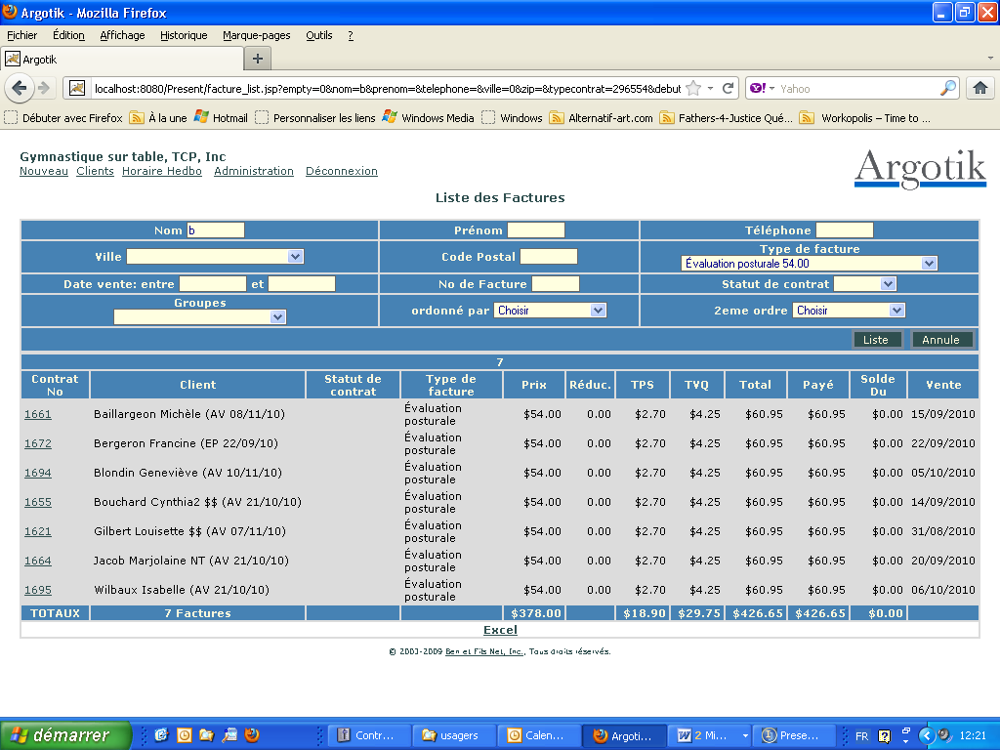 Argotik - Mozilla Firefox
Fichier Édition Affichage Historique Marque-pages Outils ?
Argotik
localhost:8080/Present/facture_list.jsp?empty=0&nom=b&prenom=&telephone=&ville=0&zip=&typecontrat=296554&debut
Yahoo
Débuter avec Firefox À la une Hotmail Personnaliser les liens Windows Media Windows Alternatif-art.com Fathers-4-Justice Qué... Workopolis – Time to ...
Gymnastique sur table, TCP, Inc
Nouveau Clients Horaire Hedbo Administration Déconnexion
Argotik
Liste des Factures
Nom b Prénom Téléphone
Ville Code Postal Type de facture Évaluation posturale 54.00
Date vente: entre et No de Facture Statut de contrat
Groupes ordonné par Choisir 2eme ordre Choisir
Liste Annule
7
Contrat No Client Statut de contrat Type de facture Prix Réduc. TPS TVQ Total Payé Solde Du Vente
1661 Baillargeon Michèle (AV 08/11/10) Évaluation posturale $54.00 0.00 $2.70 $4.25 $60.95 $60.95 $0.00 15/09/2010
1672 Bergeron Francine (EP 22/09/10) Évaluation posturale $54.00 0.00 $2.70 $4.25 $60.95 $60.95 $0.00 22/09/2010
1694 Blondin Geneviève (AV 10/11/10) Évaluation posturale $54.00 0.00 $2.70 $4.25 $60.95 $60.95 $0.00 05/10/2010
1655 Bouchard Cynthia2 $$ (AV 21/10/10) Évaluation posturale $54.00 0.00 $2.70 $4.25 $60.95 $60.95 $0.00 14/09/2010
1621 Gilbert Louisette $$ (AV 07/11/10) Évaluation posturale $54.00 0.00 $2.70 $4.25 $60.95 $60.95 $0.00 31/08/2010
1664 Jacob Marjolaine NT (AV 21/10/10) Évaluation posturale $54.00 0.00 $2.70 $4.25 $60.95 $60.95 $0.00 20/09/2010
1695 Wilbaux Isabelle (AV 21/10/10) Évaluation posturale $54.00 0.00 $2.70 $4.25 $60.95 $60.95 $0.00 06/10/2010
TOTAUX 7 Factures $378.00 $18.90 $29.75 $426.65 $426.65 $0.00
Excel
© 2003-2009 Ben et Fils Net, Inc., Tous droits réservés.
démarrer Contr... usagers Calen... Argoti... 2 Mi... Prese... FR 12:21